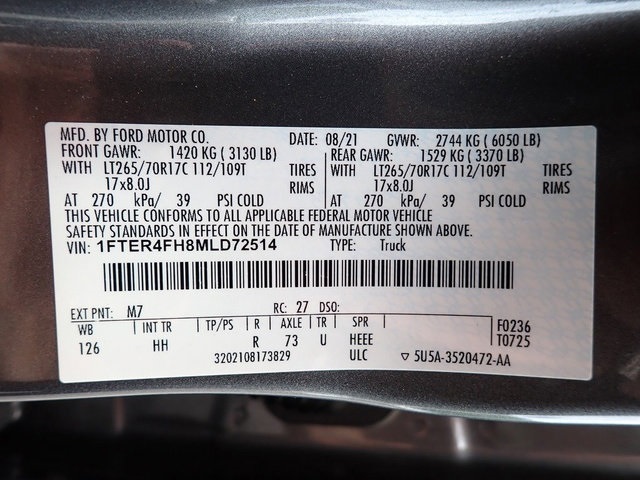 MFD. BY FORD MOTOR CO. DATE: 08/21 GVWR: 2744 KG (6050 LB)
FRONT GAWR: 1420 KG (3130 LB) REAR GAWR: 1529 KG (3370 LB)
WITH LT265/70R17C 112/109T TIRES WITH LT265/70R17C 112/109T TIRES
17x8.0J RIMS 17x8.0J RIMS
AT 270 kPa/ 39 PSI COLD AT 270 kPa/ 39 PSI COLD
THIS VEHICLE CONFORMS TO ALL APPLICABLE FEDERAL MOTOR VEHICLE
SAFETY STANDARDS IN EFFECT ON THE DATE OF MANUFACTURE SHOWN ABOVE.
VIN: 1FTER4FH8MLD72514 TYPE: Truck
EXT PNT: M7 RC: 27 DSO:
WB INT TR TP/PS R AXLE TR SPR F0236
126 HH R 73 U HEEE T0725
3202108173829 ULC ▽ 5U5A-3520472-AA